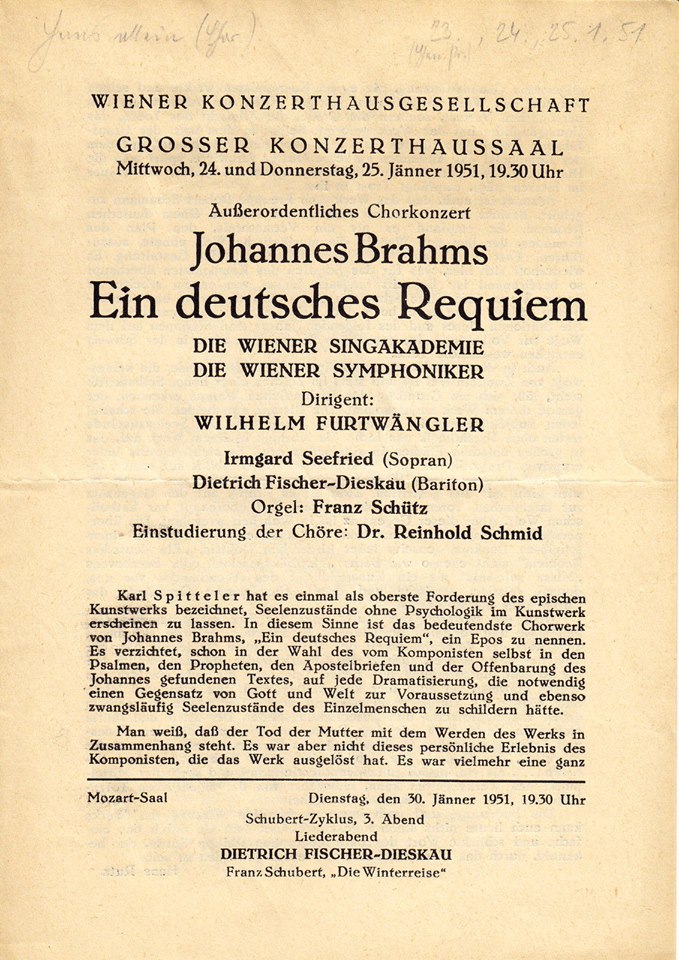 23., 24., 25.1.51
WIENER KONZERTHAUSGESELLSCHAFT
GROSSER KONZERTHAUSSAAL
Mittwoch, 24. und Donnerstag, 25. Jänner 1951, 19.30 Uhr
Außerordentliches Chorkonzert
Johannes Brahms
Ein deutsches Requiem
DIE WIENER SINGAKADEMIE
DIE WIENER SYMPHONIKER
Dirigent:
WILHELM FURTWÄNGLER
Irmgard Seefried (Sopran)
Dietrich Fischer-Dieskau (Bariton)
Orgel: Franz Schütz
Einstudierung der Chöre: Dr. Reinhold Schmid
Karl Spitteler hat es einmal als oberste Forderung des epischen
Kunstwerks bezeichnet, Seelenzustände ohne Psychologik im Kunstwerk
erscheinen zu lassen. In diesem Sinne ist das bedeutendste Chorwerk
von Johannes Brahms, „Ein deutsches Requiem“, ein Epos zu nennen.
Es verzichtet, schon in der Wahl des vom Komponisten selbst in den
Psalmen, den Propheten, den Apostelbriefen und der Offenbarung des
Johannes gefundenen Textes, auf jede Dramatisierung, die notwendig
einen Gegensatz von Gott und Welt zur Voraussetzung und ebenso
zwangsläufig Seelenzustände des Einzelmenschen zu schildern hätte.
Man weiß, daß der Tod der Mutter mit dem Werden des Werks in
Zusammenhang steht. Es war aber nicht dieses persönliche Erlebnis des
Komponisten, die das Werk ausgelöst hat. Es war vielmehr eine ganz
Mozart-Saal Dienstag, den 30. Jänner 1951, 19.30 Uhr
Schubert-Zyklus, 3. Abend
Liederabend
DIETRICH FISCHER-DIESKAU
Franz Schubert, „Die Winterreise“